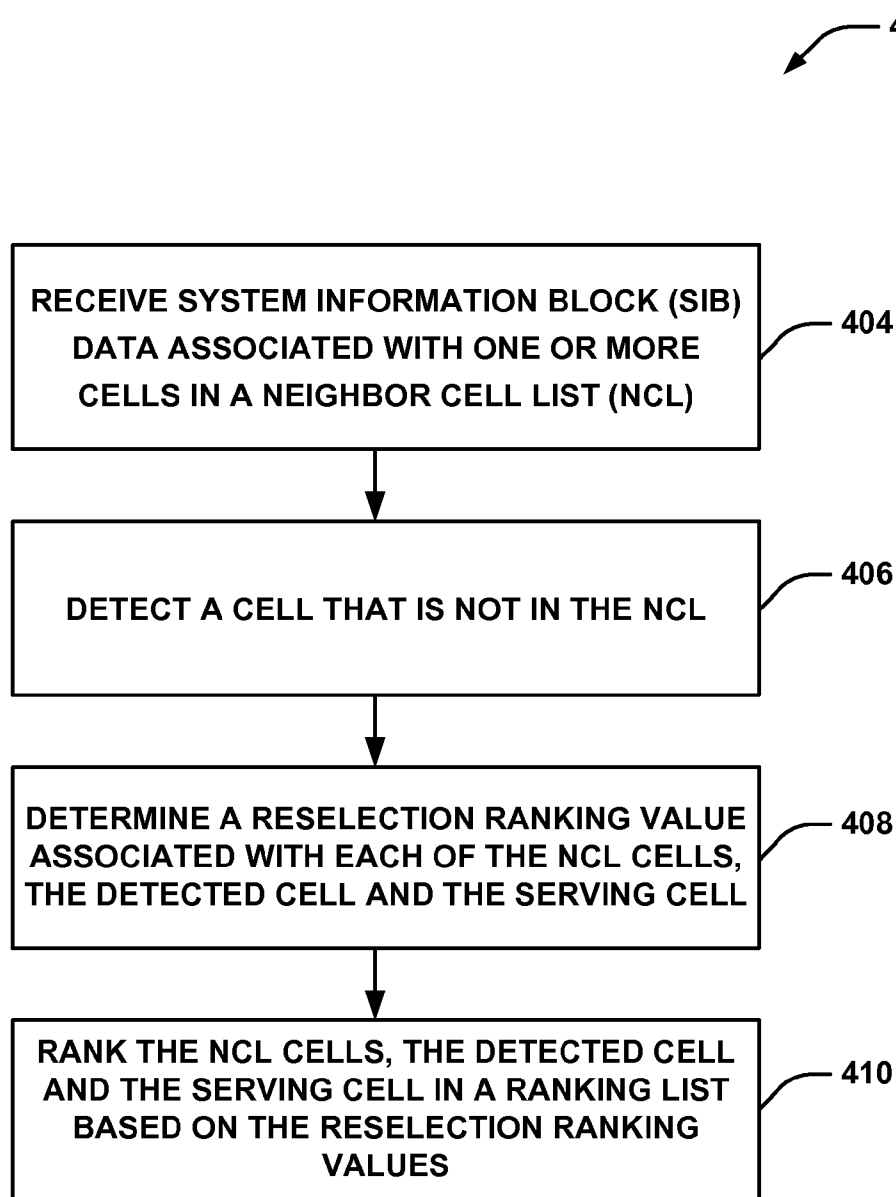 RECEIVE SYSTEM INFORMATION BLOCK (SIB)
DATA ASSOCIATED WITH ONE OR MORE
CELLS IN A NEIGHBOR CELL LIST (NCL)
404
DETECT A CELL THAT IS NOT IN THE NCL
406
DETERMINE A RESELECTION RANKING VALUE
ASSOCIATED WITH EACH OF THE NCL CELLS,
THE DETECTED CELL AND THE SERVING CELL
408
RANK THE NCL CELLS, THE DETECTED CELL
AND THE SERVING CELL IN A RANKING LIST
BASED ON THE RESELECTION RANKING
VALUES
410